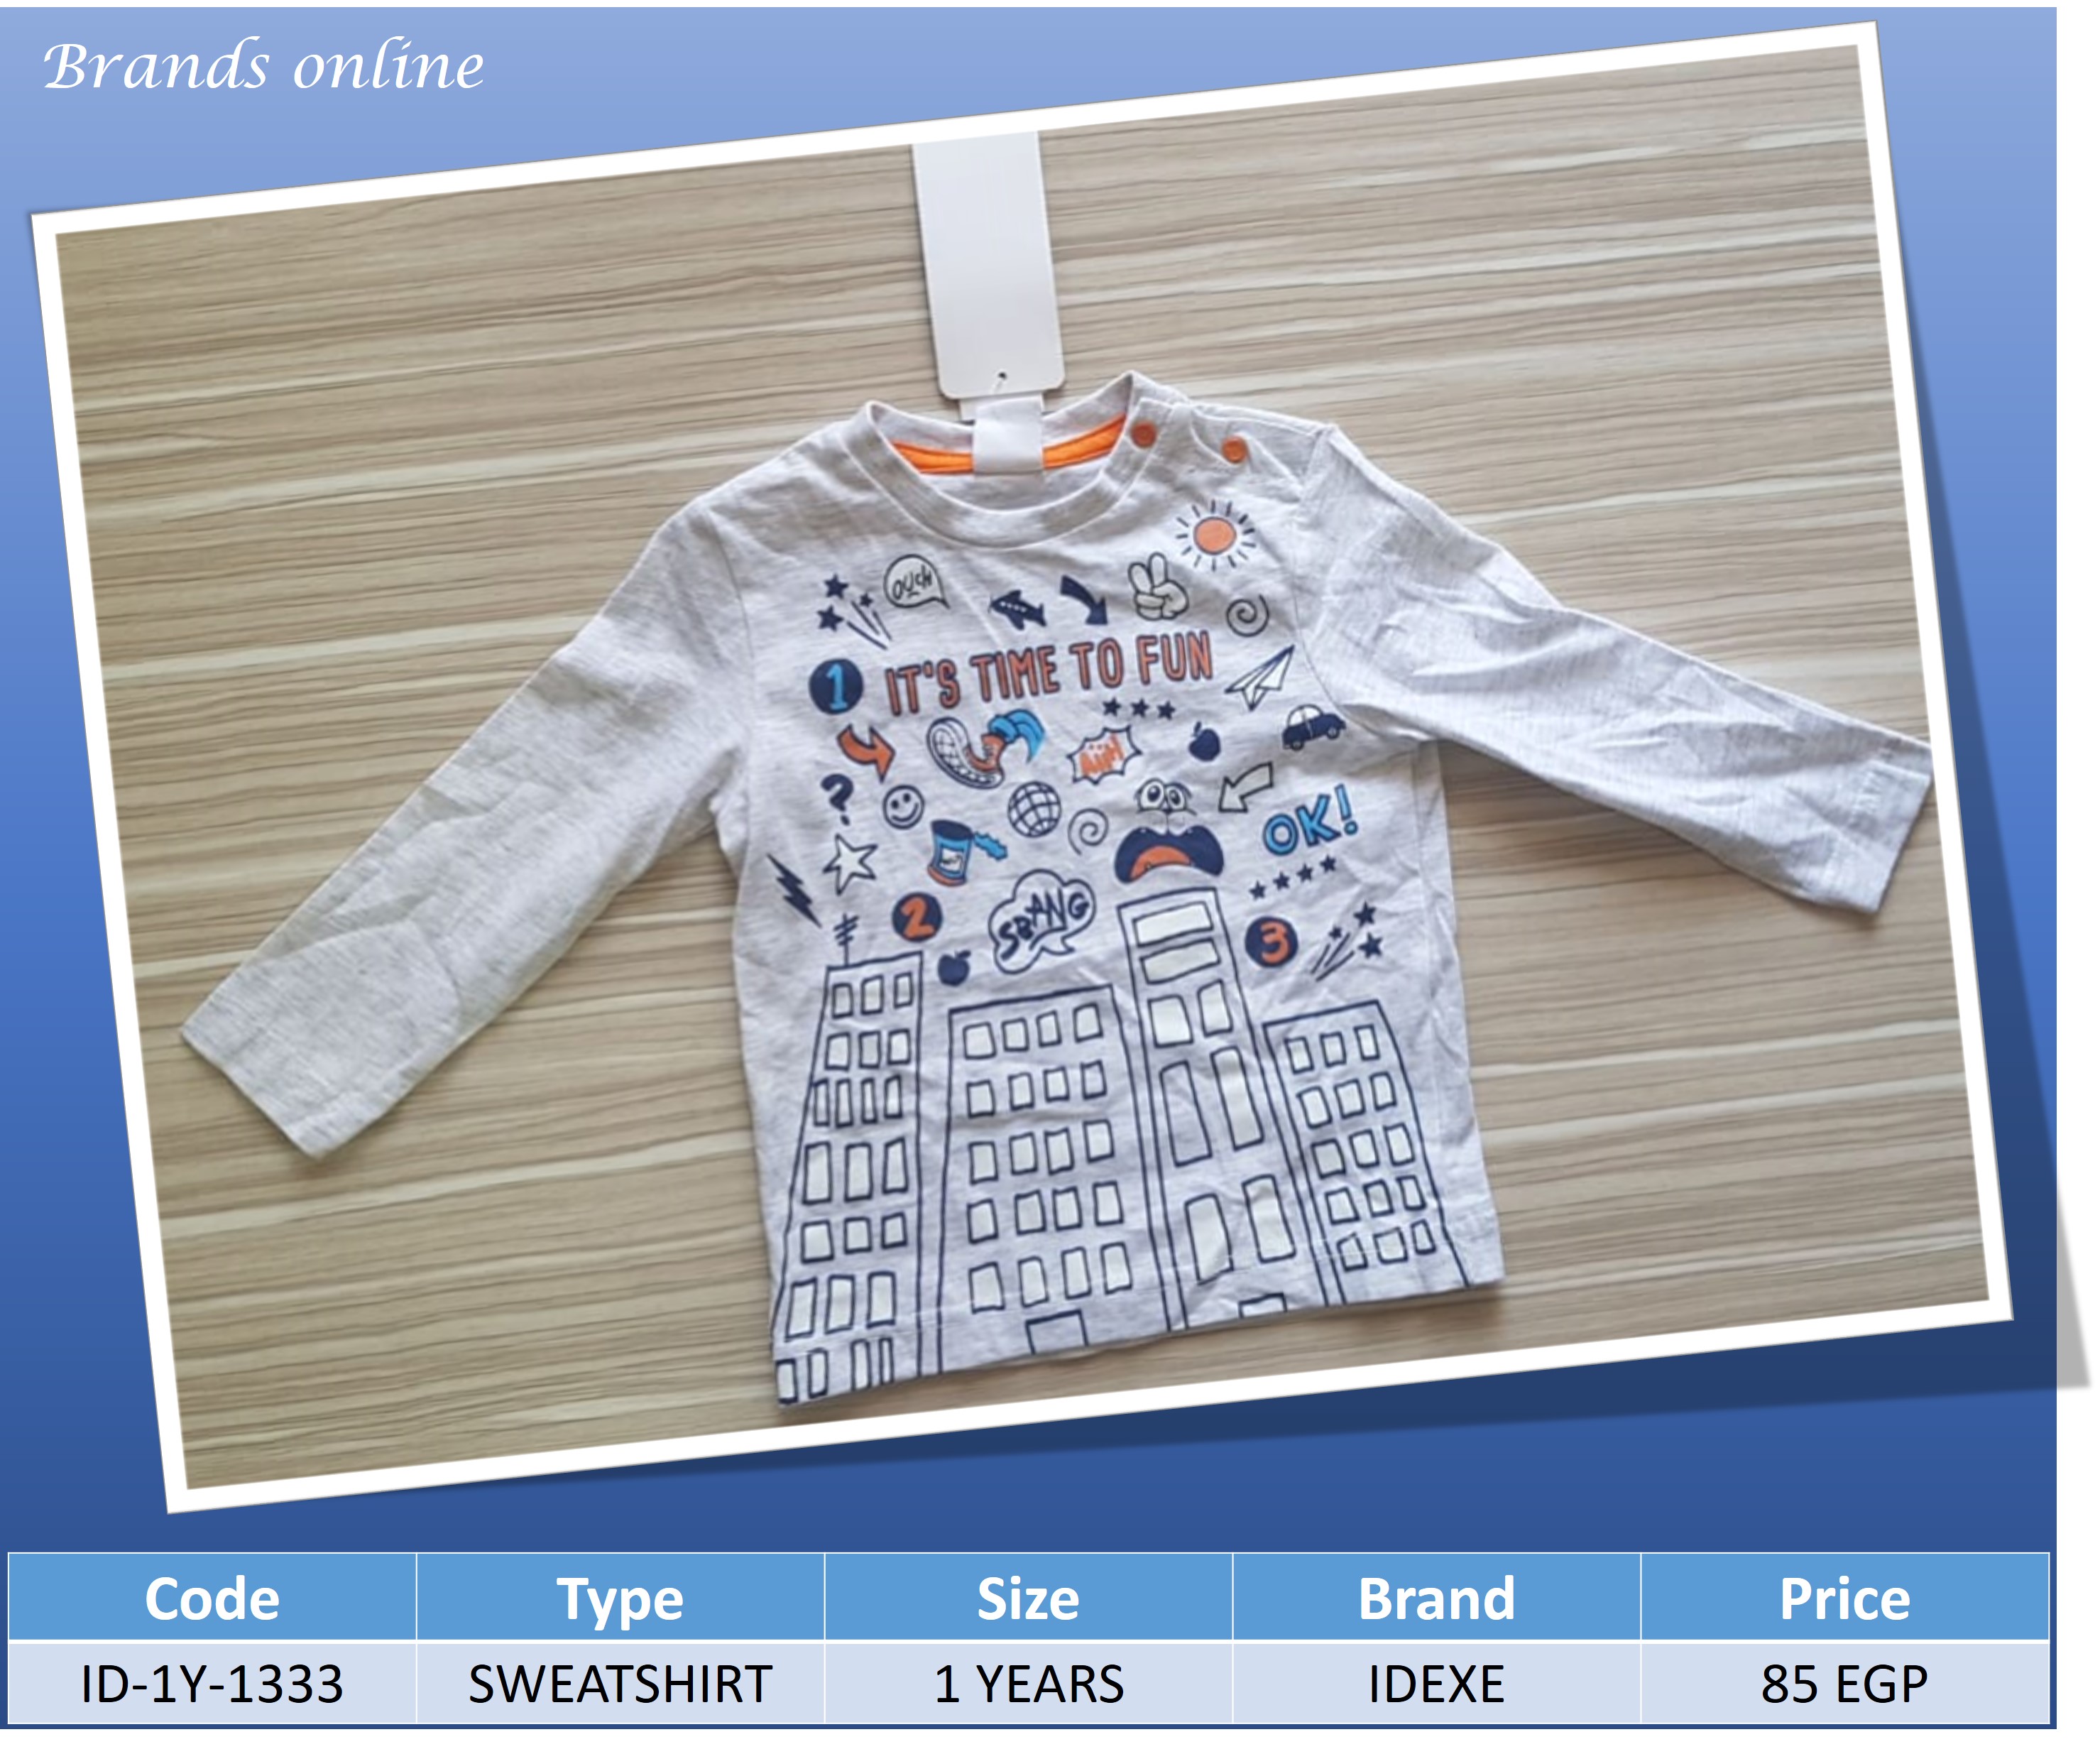 Brands online
OUCH
1 IT'S TIME TO FUN
?
OK!
2
SBANG
3
Code Type Size Brand Price
ID-1Y-1333 SWEATSHIRT 1 YEARS IDEXE 85 EGP